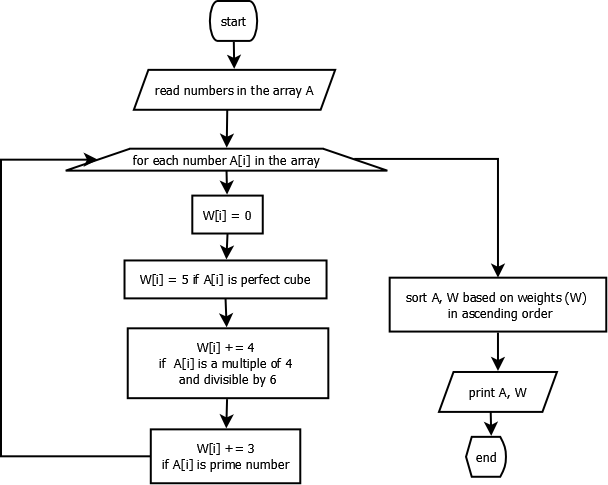 start
read numbers in the array A
for each number A[i] in the array
W[i] = 0
W[i] = 5 if A[i] is perfect cube
W[i] += 4
if A[i] is a multiple of 4
and divisible by 6
W[i] += 3
if A[i] is prime number
sort A, W based on weights (W)
in ascending order
print A, W
end